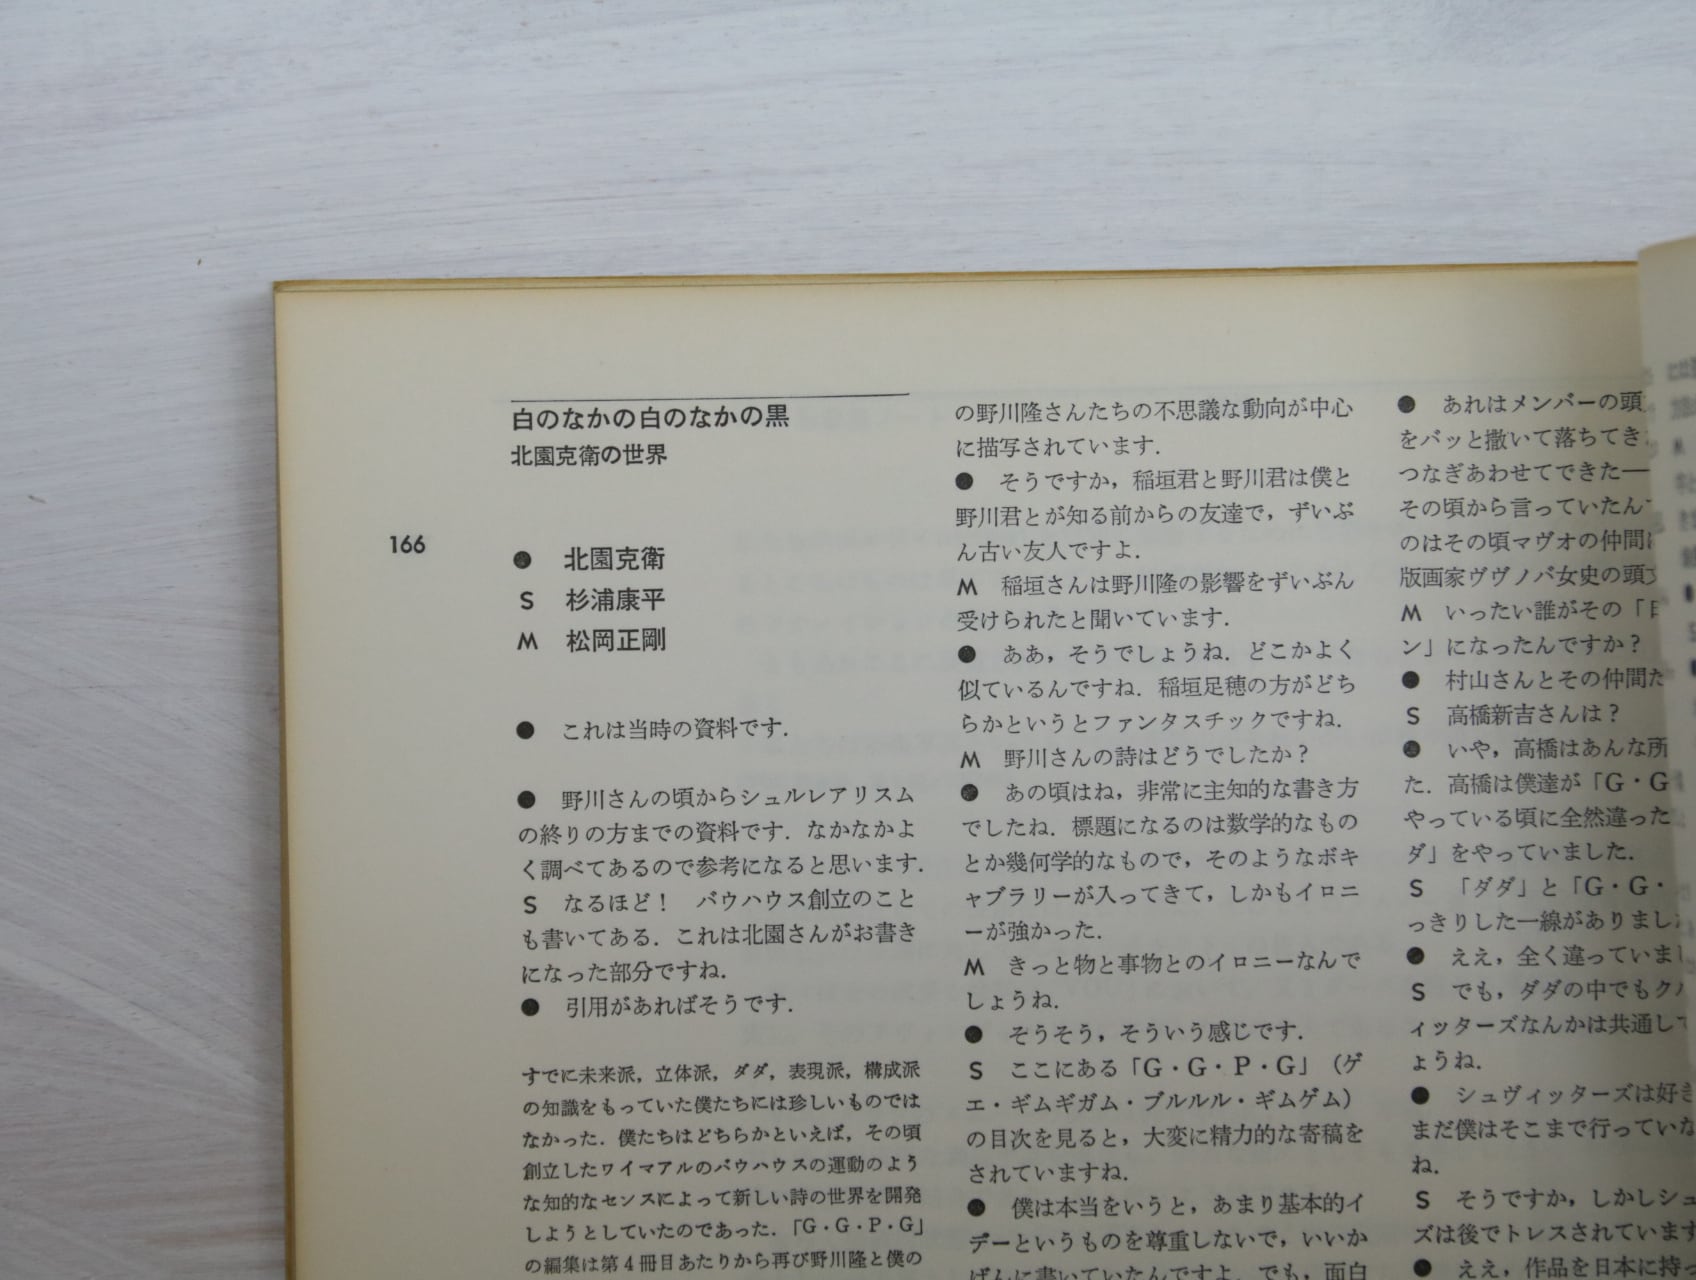 白のなかの白のなかの黒
北園克衛の世界
166
● 北園克衛
S 杉浦康平
M 松岡正剛
● これは当時の資料です．
● 野川さんの頃からシュルレアリスム
の終りの方までの資料です．なかなかよ
く調べてあるので参考になると思います．
S なるほど！ バウハウス創立のこと
も書いてある．これは北園さんがお書き
になった部分ですね．
● 引用があればそうです．
すでに未来派，立体派，ダダ，表現派，構成派
の知識をもっていた僕たちには珍しいものでは
なかった．僕たちはどちらかといえば，その頃
創立したワイマアルのバウハウスの運動のよう
な知的なセンスによって新しい詩の世界を開発
しようとしていたのであった．「G・G・P・G」
の編集は第4冊目あたりから再び野川隆と僕の
の野川隆さんたちの不思議な動向が中心
に描写されています．
● そうですか，稲垣君と野川君は僕と
野川君とが知る前からの友達で，ずいぶ
ん古い友人ですよ．
M 稲垣さんは野川隆の影響をずいぶん
受けられたと聞いています．
● ああ，そうでしょうね．どこかよく
似ているんですね．稲垣足穂の方がどち
らかというとファンタスチックですね．
M 野川さんの詩はどうでしたか？
● あの頃はね，非常に主知的な書き方
でしたね．標題になるのは数学的なもの
とか幾何学的なもので，そのようなボキ
ャブラリーが入ってきて，しかもイロニ
ーが強かった．
M きっと物と事物とのイロニーなんで
しょうね．
● そうそう，そういう感じです．
S ここにある「G・G・P・G」（ゲ
エ・ギムギガム・プルルル・ギムゲム）
の目次を見ると，大変に精力的な寄稿を
されていますね．
● 僕は本当をいうと，あまり基本的イ
デーというものを尊重しないで，いいか
げんに書いていたんですよ．でも，面白
● あれはメンバーの頭
をバッと撒いて落ちてき
つなぎあわせてできた—
その頃から言っていたん
のはその頃マヴォの仲間
版画家ヴヴノバ女史の頭
M いったい誰がその「
ン」になったんですか？
● 村山さんとその仲間だ
S 高橋新吉さんは？
● いや，高橋はあんな所
た．高橋は僕達が「G・G
やっている頃に全然違った
ダ」をやっていました．
S 「ダダ」と「G・G・
っきりした一線がありまし
● ええ，全く違っていま
S でも，ダダの中でもク
ィッターズなんかは共通して
ょうね．
● シュヴィッターズは好き
まだ僕はそこまで行っていな
ね．
S そうですか，しかしシュ
ズは後でトレスされています
● ええ，作品を日本に持っ